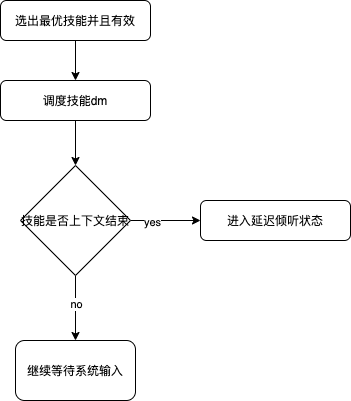 选出最优技能并且有效
调度技能dm
技能是否上下文结束
yes
进入延迟倾听状态
no
继续等待系统输入